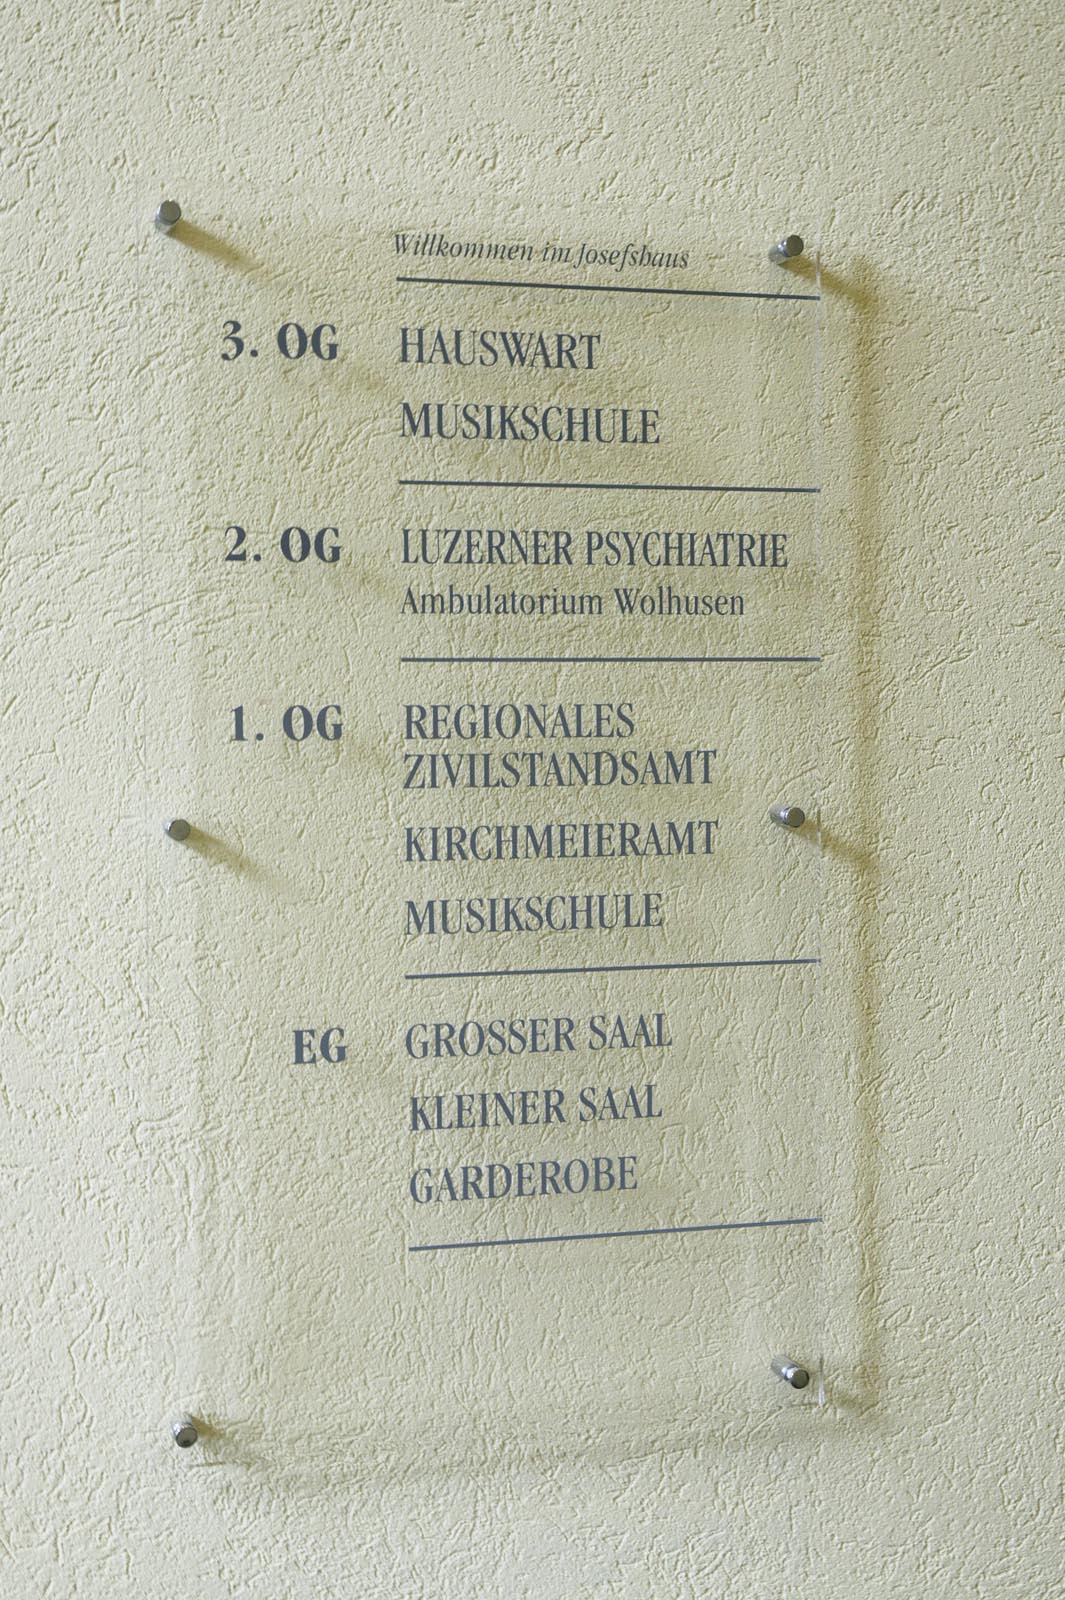 Willkommen im Josefshaus
3. OG HAUSWART
MUSIKSCHULE
2. OG LUZERNER PSYCHIATRIE
Ambulatorium Wolhusen
1. OG REGIONALES
ZIVILSTANDSAMT
KIRCHMEIERAMT
MUSIKSCHULE
EG GROSSER SAAL
KLEINER SAAL
GARDEROBE